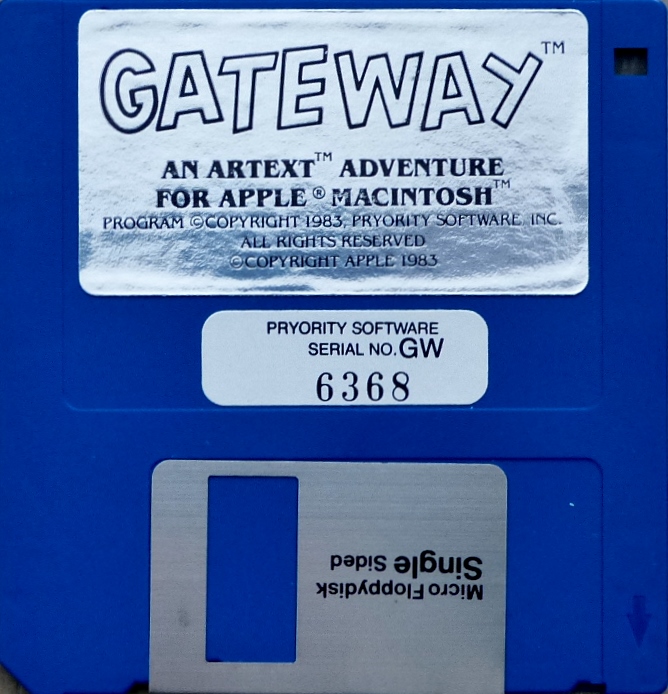 GATEWAY™
AN ARTEXT™ ADVENTURE
FOR APPLE® MACINTOSH™
PROGRAM ©COPYRIGHT 1983, PRYORITY SOFTWARE, INC.
ALL RIGHTS RESERVED
©COPYRIGHT APPLE 1983
PRYORITY SOFTWARE
SERIAL NO. GW
6368
Micro Floppydisk
Single Sided